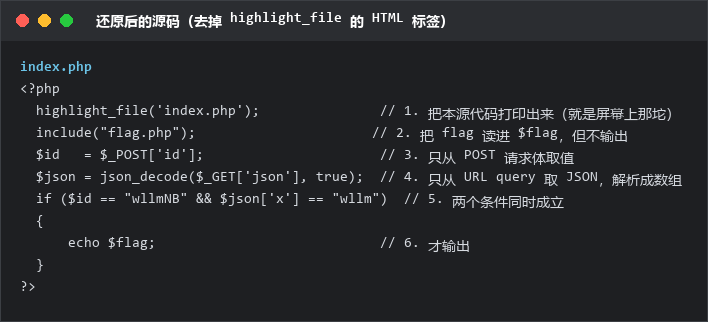 还原后的源码（去掉 highlight_file 的 HTML 标签）
index.php
<?php
highlight_file('index.php'); // 1. 把本源代码打印出来（就是屏幕上那坨）
include("flag.php"); // 2. 把 flag 读进 $flag，但不输出
$id = $_POST['id']; // 3. 只从 POST 请求体取值
$json = json_decode($_GET['json'], true); // 4. 只从 URL query 取 JSON，解析成数组
if ($id == "wllmNB" && $json['x'] == "wllm") // 5. 两个条件同时成立
{
echo $flag; // 6. 才输出
}
?>